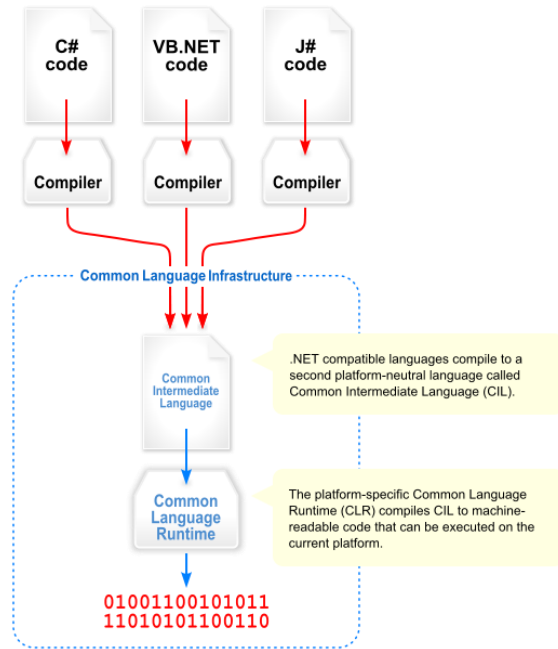 C#
code
VB.NET
code
J#
code
Compiler
Compiler
Compiler
Common Language Infrastructure
Common
Intermediate
Language
.NET compatible languages compile to a
second platform-neutral language called
Common Intermediate Language (CIL).
Common
Language
Runtime
The platform-specific Common Language
Runtime (CLR) compiles CIL to machine-
readable code that can be executed on the
current platform.
01001100101011
11010101100110